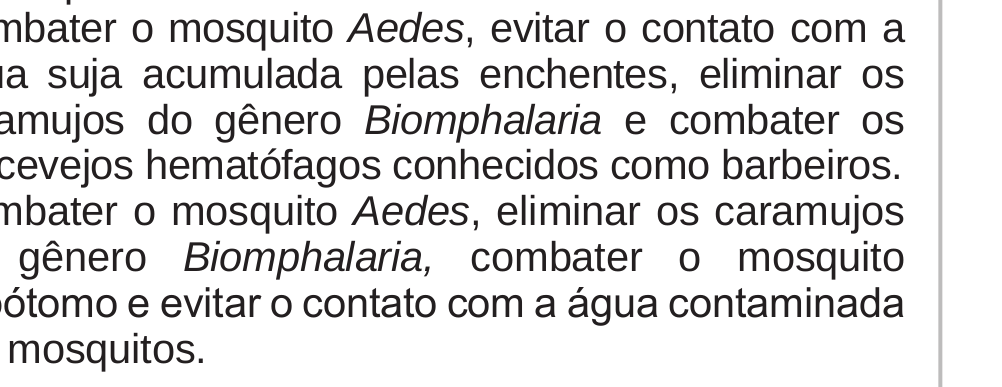 mbater o mosquito Aedes, evitar o contato com a
ua suja acumulada pelas enchentes, eliminar os
amujos do gênero Biomphalaria e combater os
cevejos hematófagos conhecidos como barbeiros.
mbater o mosquito Aedes, eliminar os caramujos
gênero Biomphalaria, combater o mosquito
ótomo e evitar o contato com a água contaminada
mosquitos.